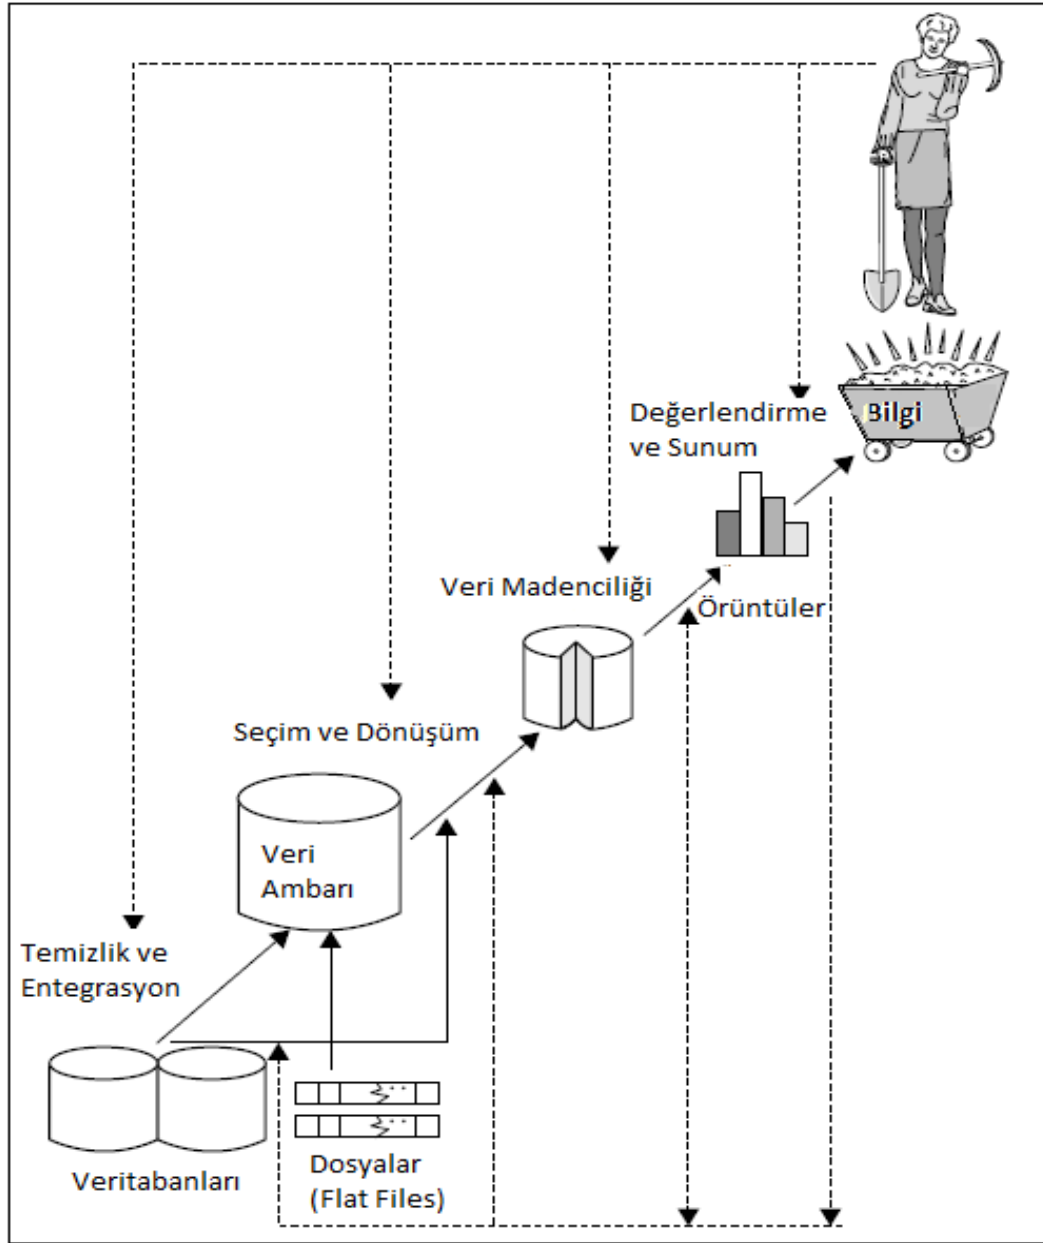 Değerlendirme
ve Sunum
Bilgi
Veri Madenciliği
Örüntüler
Seçim ve Dönüşüm
Veri
Ambarı
Temizlik ve
Entegrasyon
Veritabanları
Dosyalar
(Flat Files)